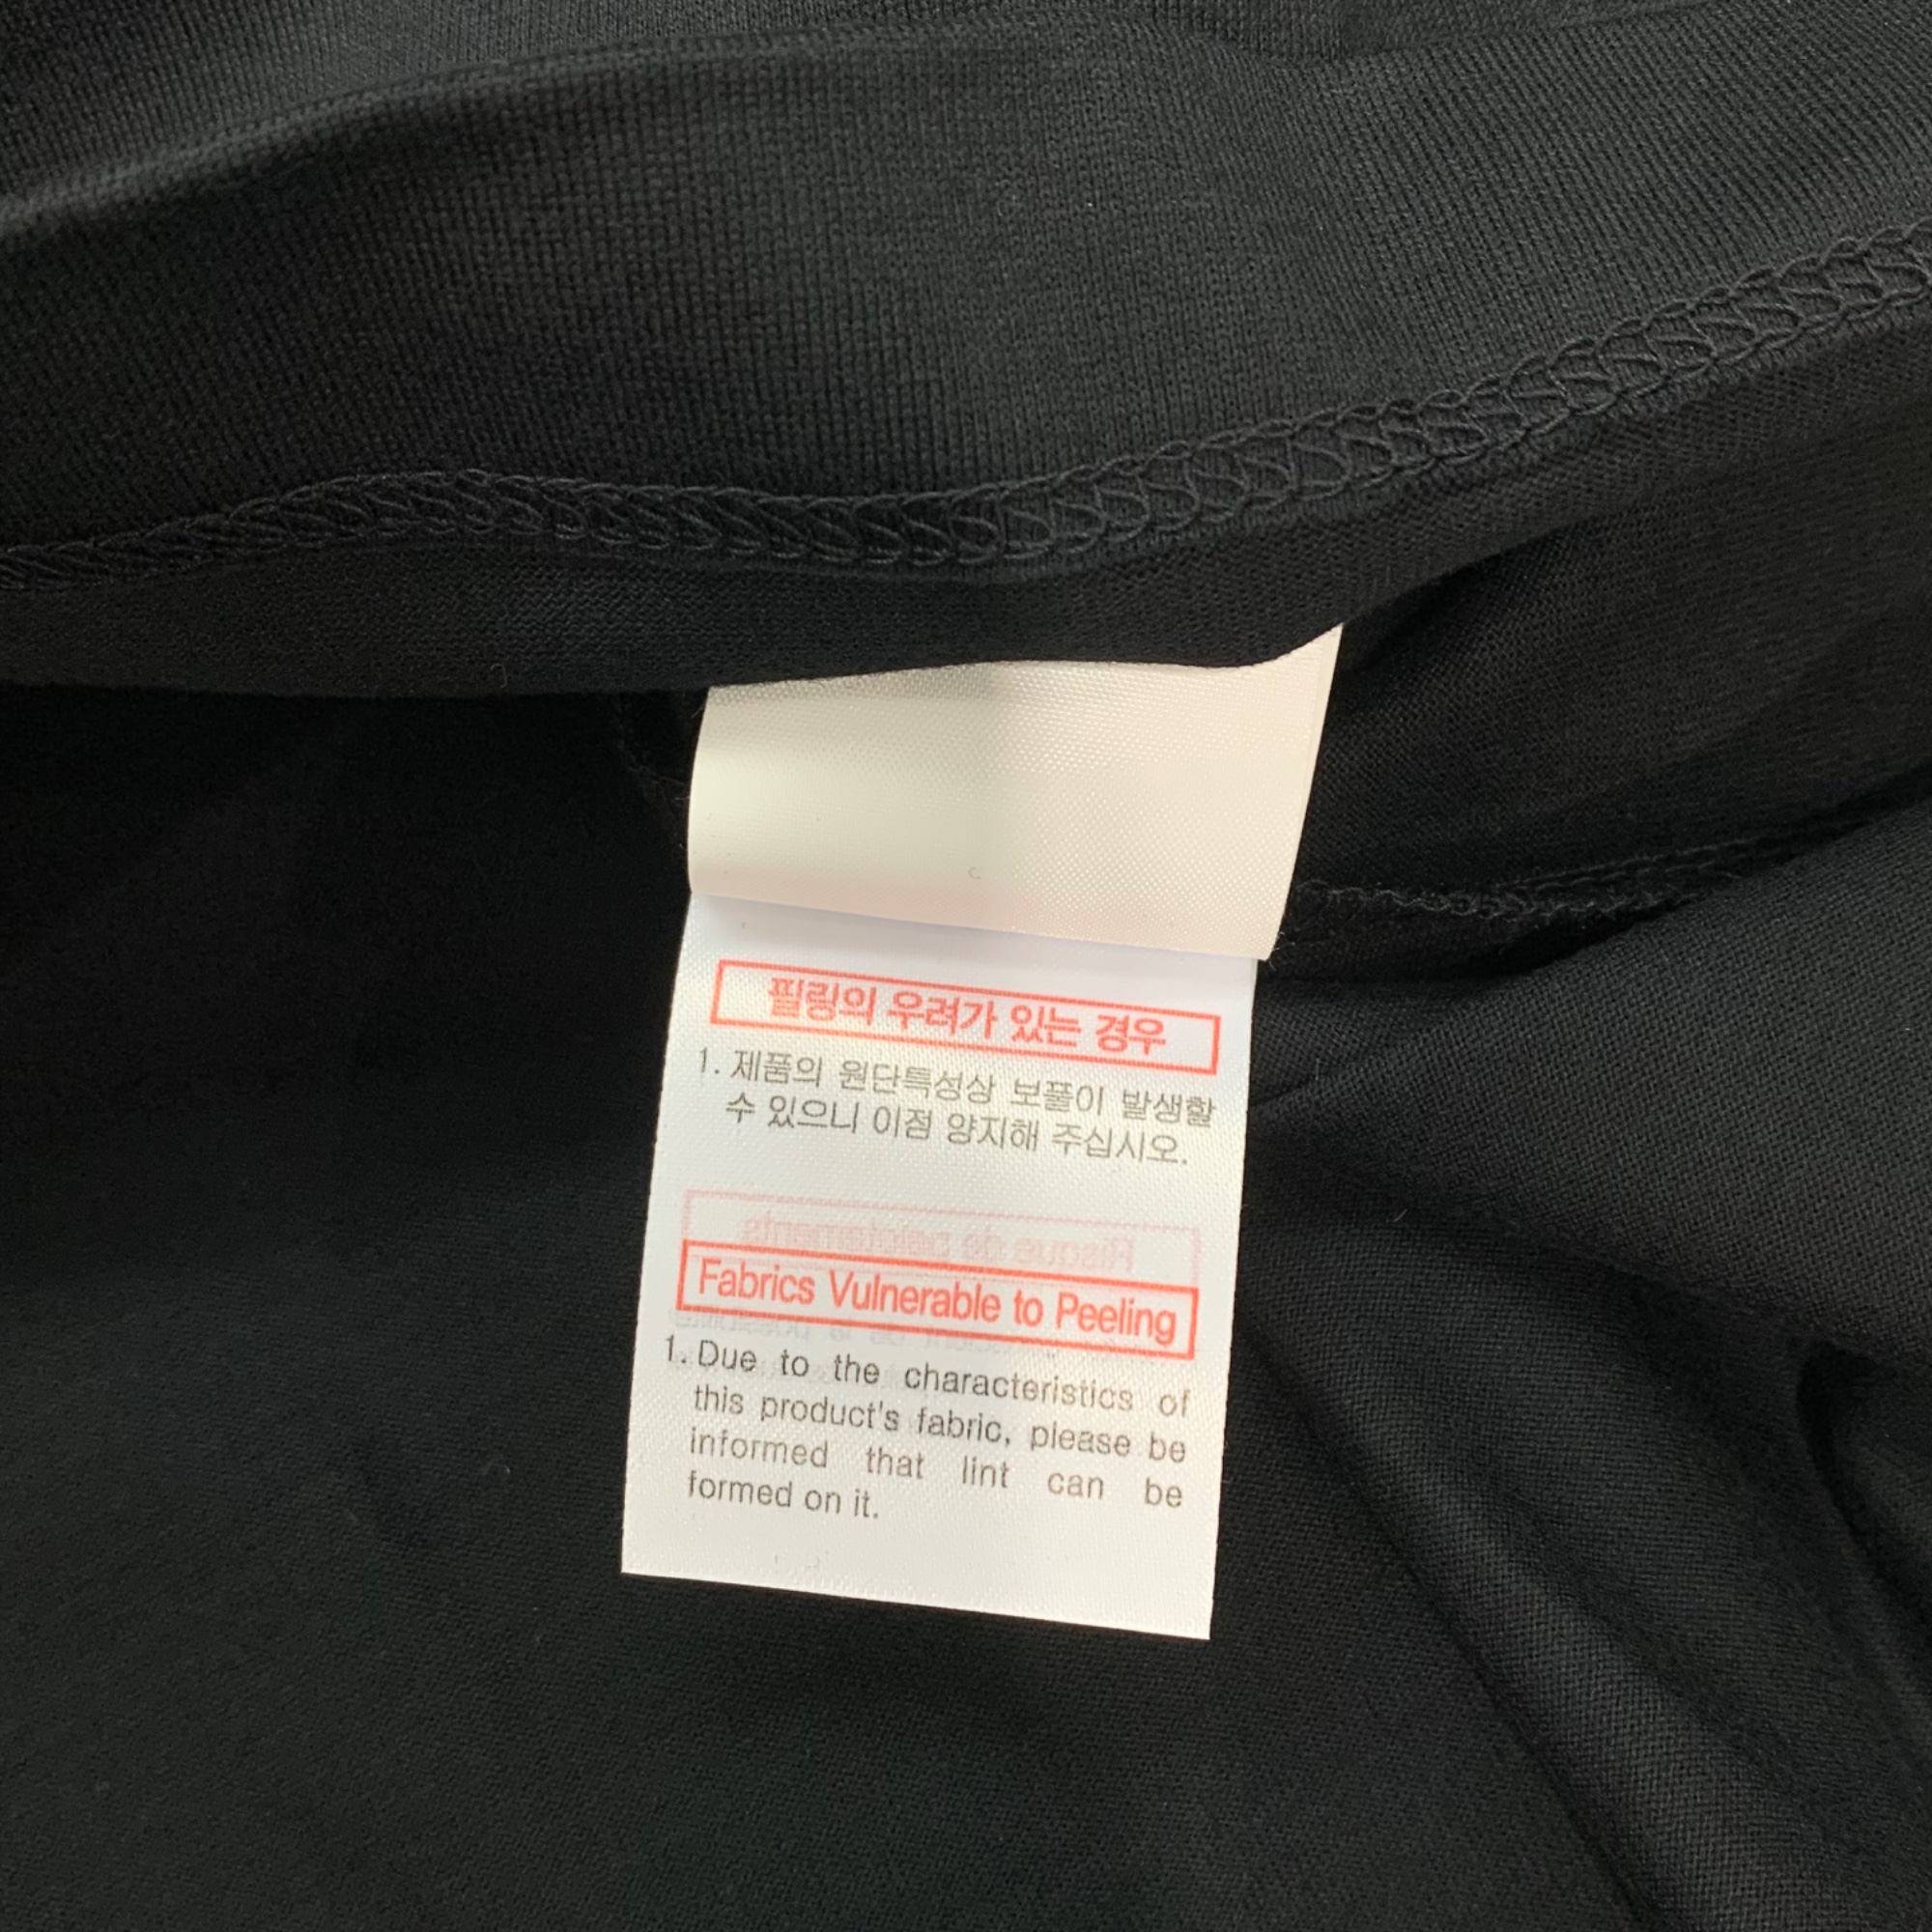 필링의 우려가 있는 경우
1. 제품의 원단특성상 보풀이 발생할
수 있으니 이점 양지해 주십시오.
Risque de pelotements
Fabrics Vulnerable to Peeling
1. Due to the characteristics of
this product's fabric, please be
informed that lint can be
formed on it.